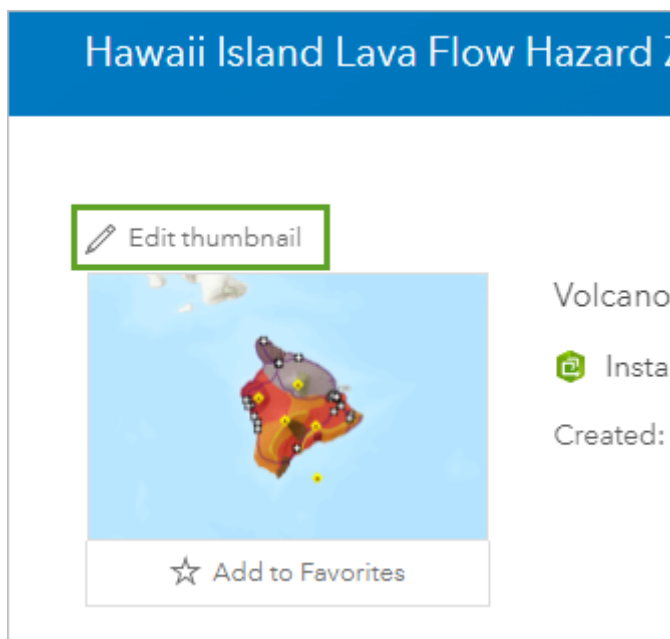 Hawaii Island Lava Flow Hazard
Edit thumbnail
Volcano
Insta
Created:
Add to Favorites